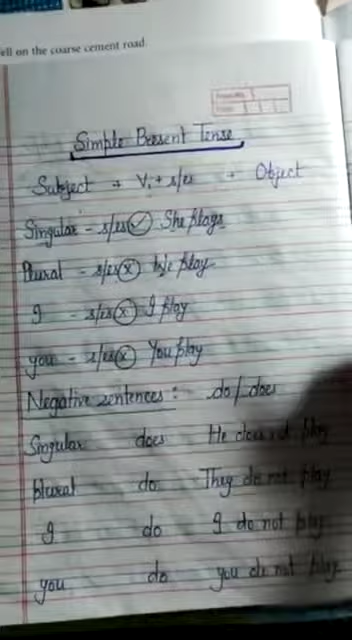 ell on the coarse cement road.
Simple Present Tense
Subject + V1 + s/es + Object
Singular - s/es ✓ She plays
Plural - s/es × We play
I - s/es × I play
you - s/es × You play
Negative sentences: do/does
Singular does He does not play
plural do They do not play
I do I do not play
you do you do not play